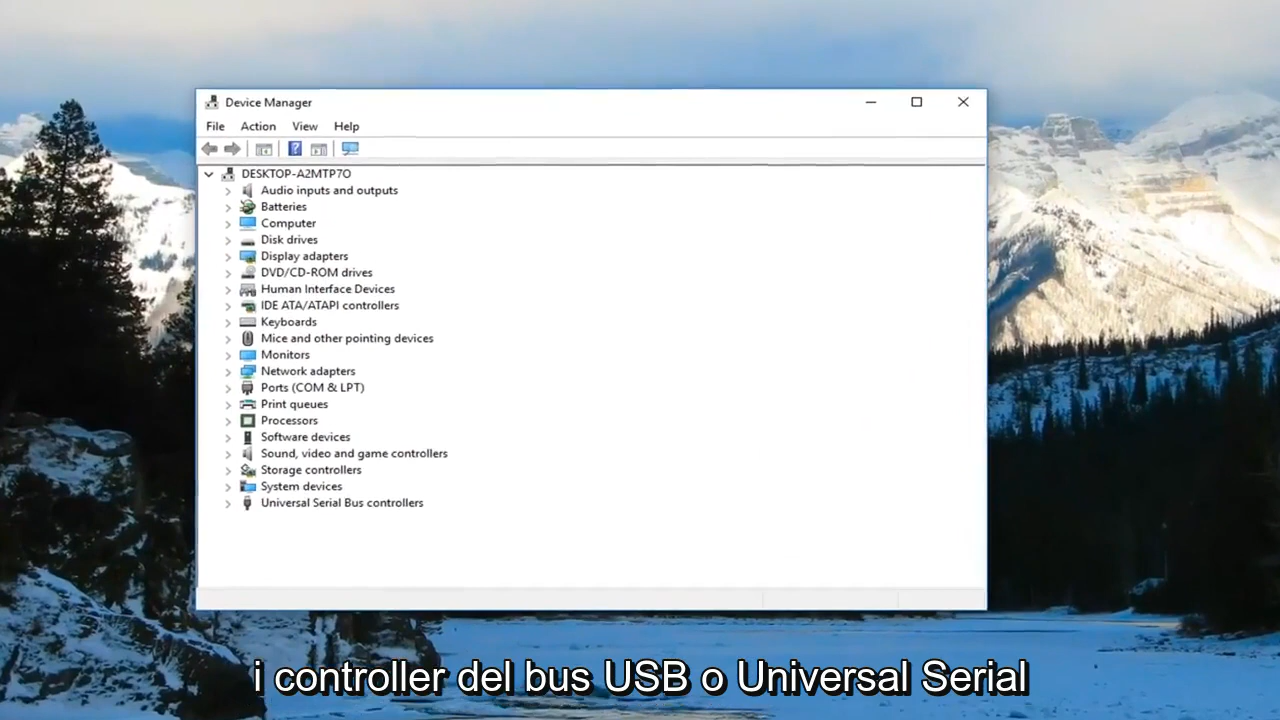 Device Manager
File Action View Help
DESKTOP-A2MTP7O
Audio inputs and outputs
Batteries
Computer
Disk drives
Display adapters
DVD/CD-ROM drives
Human Interface Devices
IDE ATA/ATAPI controllers
Keyboards
Mice and other pointing devices
Monitors
Network adapters
Ports (COM & LPT)
Print queues
Processors
Software devices
Sound, video and game controllers
Storage controllers
System devices
Universal Serial Bus controllers
i controller del bus USB o Universal Serial